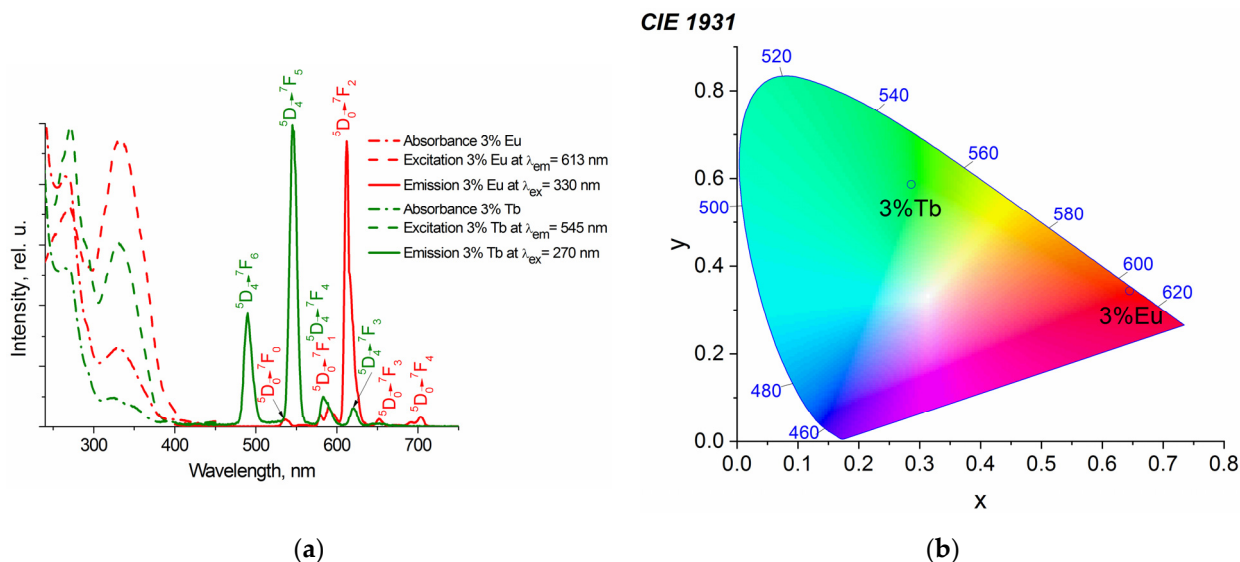 CIE 1931
⁵D₄→⁷F₆
⁵D₀→⁷F₀
⁵D₄→⁷F₅
⁵D₄→⁷F₄
⁵D₀→⁷F₁
⁵D₀→⁷F₂
⁵D₄→⁷F₃
⁵D₀→⁷F₃
⁵D₀→⁷F₄
Absorbance 3% Eu
Excitation 3% Eu at λem= 613 nm
Emission 3% Eu at λex= 330 nm
Absorbance 3% Tb
Excitation 3% Tb at λem= 545 nm
Emission 3% Tb at λex= 270 nm
Intensity, rel. u.
300 400 500 600 700
Wavelength, nm
(a)
0.8
0.6
0.4
0.2
0.0
y
520
540
560
500
580
600
620
480
460
3%Tb
3%Eu
0.0 0.1 0.2 0.3 0.4 0.5 0.6 0.7 0.8
x
(b)